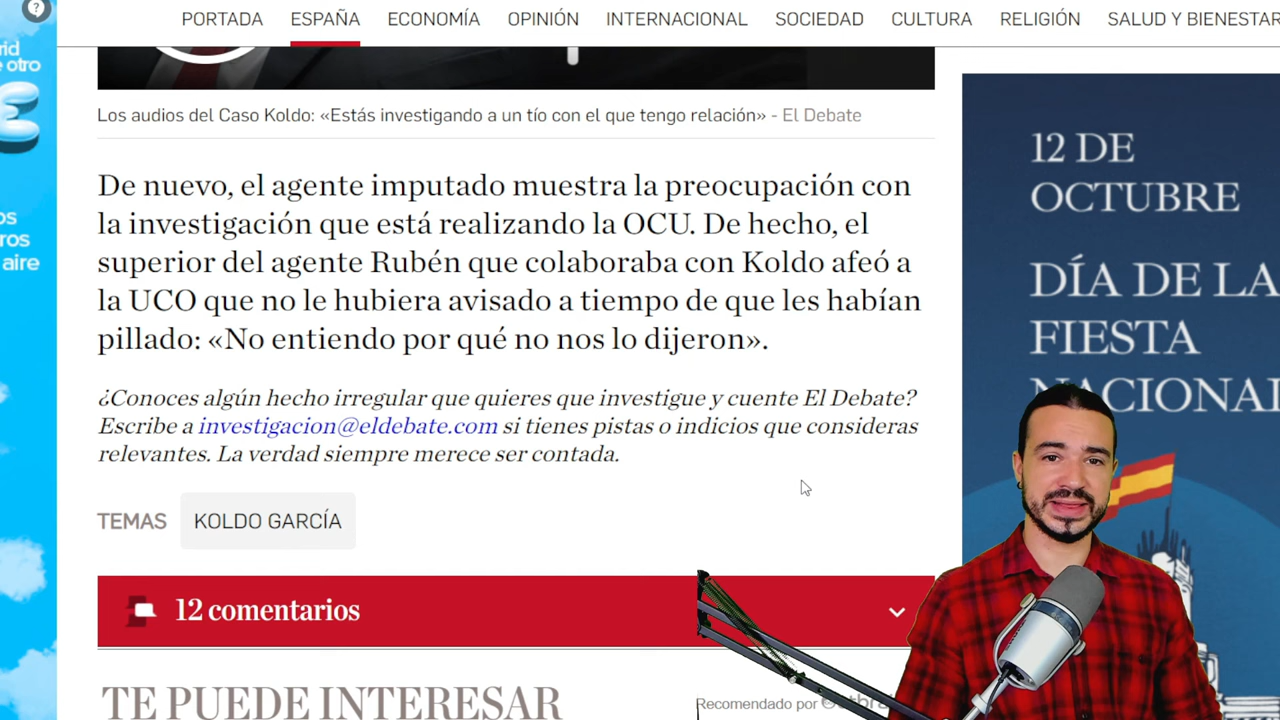 PORTADA ESPAÑA ECONOMÍA OPINIÓN INTERNACIONAL SOCIEDAD CULTURA RELIGIÓN SALUD Y BIENESTAR
?
otro
aire
Los audios del Caso Koldo: «Estás investigando a un tío con el que tengo relación» - El Debate
De nuevo, el agente imputado muestra la preocupación con
la investigación que está realizando la OCU. De hecho, el
superior del agente Rubén que colaboraba con Koldo afeó a
la UCO que no le hubiera avisado a tiempo de que les habían
pillado: «No entiendo por qué no nos lo dijeron».
¿Conoces algún hecho irregular que quieres que investigue y cuente El Debate?
Escribe a investigacion@eldebate.com si tienes pistas o indicios que consideras
relevantes. La verdad siempre merece ser contada.
TEMAS KOLDO GARCÍA
12 comentarios
TE PUEDE INTERESAR
Recomendado por
12 DE
OCTUBRE
DÍA DE LA
FIESTA
NACIONAL